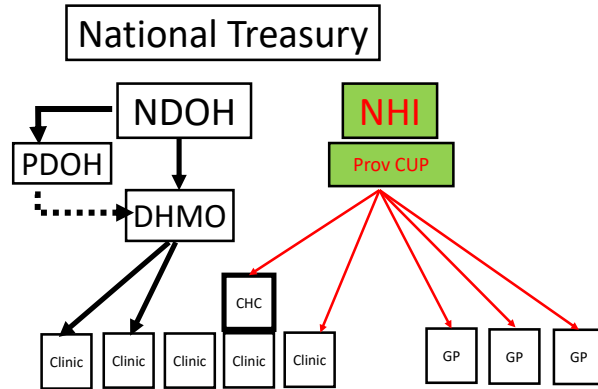 National Treasury
NDOH
NHI
PDOH
Prov CUP
DHMO
CHC
Clinic
Clinic
Clinic
Clinic
Clinic
GP
GP
GP